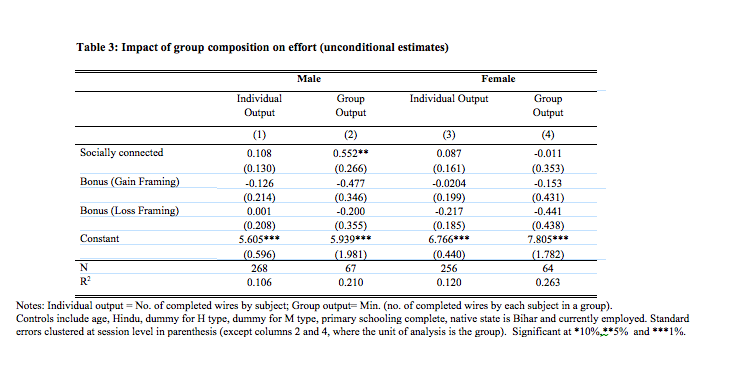 Table 3: Impact of group composition on effort (unconditional estimates)
Male Female
Individual Output Group Output Individual Output Group Output
(1) (2) (3) (4)
Socially connected 0.108 0.552** 0.087 -0.011
(0.130) (0.266) (0.161) (0.353)
Bonus (Gain Framing) -0.126 -0.477 -0.0204 -0.153
(0.214) (0.346) (0.199) (0.431)
Bonus (Loss Framing) 0.001 -0.200 -0.217 -0.441
(0.208) (0.355) (0.185) (0.438)
Constant 5.605*** 5.939*** 6.766*** 7.805***
(0.596) (1.981) (0.440) (1.782)
N 268 67 256 64
R² 0.106 0.210 0.120 0.263
Notes: Individual output = No. of completed wires by subject; Group output= Min. (no. of completed wires by each subject in a group).
Controls include age, Hindu, dummy for H type, dummy for M type, primary schooling complete, native state is Bihar and currently employed. Standard
errors clustered at session level in parenthesis (except columns 2 and 4, where the unit of analysis is the group). Significant at *10%,**5% and ***1%.